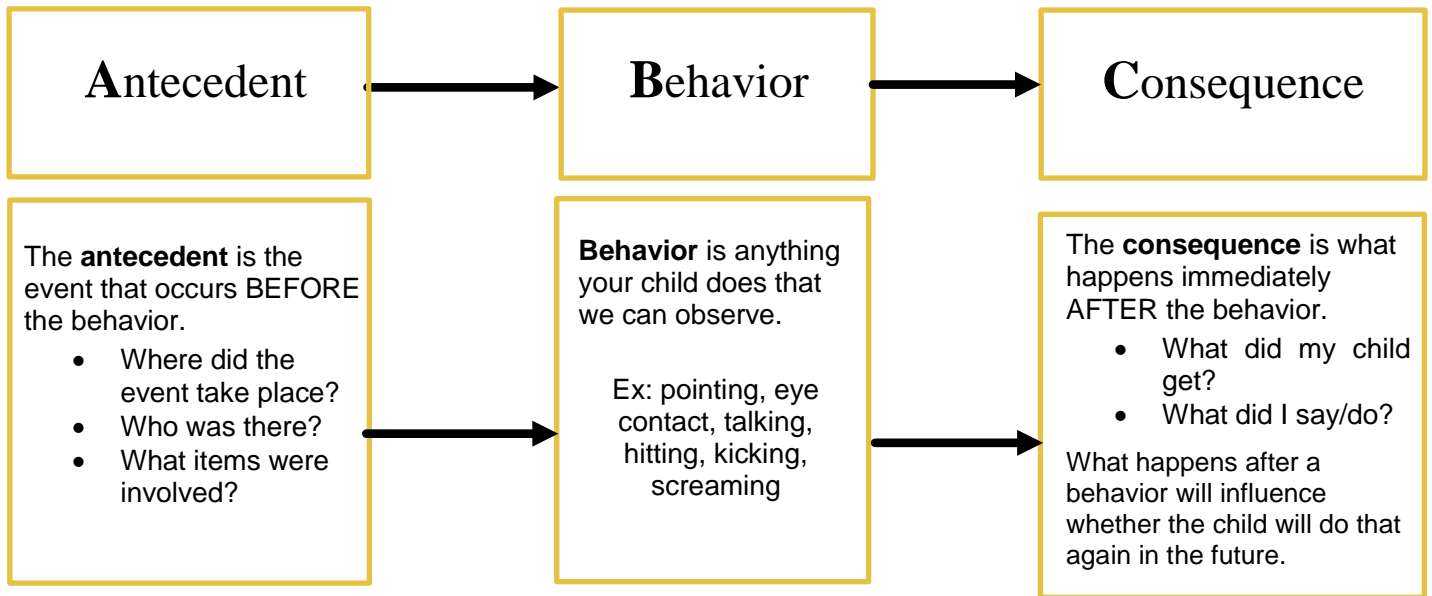 Antecedent
Behavior
Consequence
The antecedent is the
event that occurs BEFORE
the behavior.
• Where did the
event take place?
• Who was there?
• What items were
involved?
Behavior is anything
your child does that
we can observe.
Ex: pointing, eye
contact, talking,
hitting, kicking,
screaming
The consequence is what
happens immediately
AFTER the behavior.
• What did my child
get?
• What did I say/do?
What happens after a
behavior will influence
whether the child will do that
again in the future.